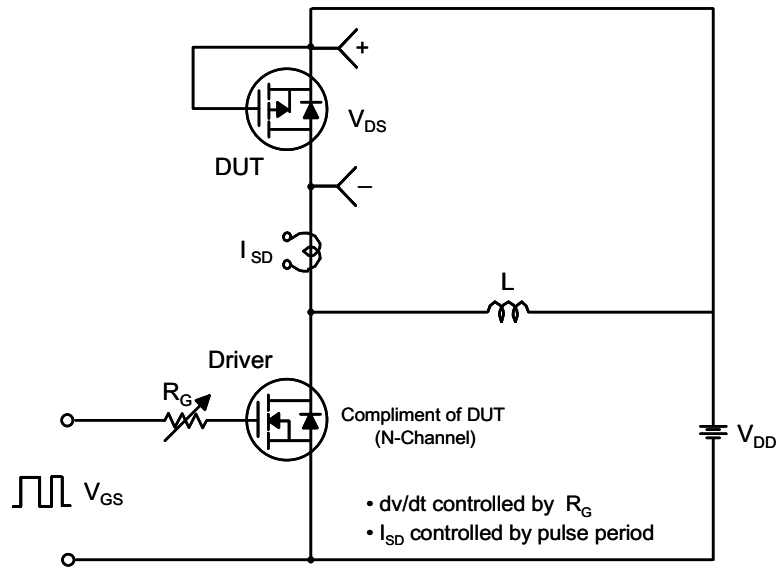 +
V_DS
DUT
–
I_SD
L
Driver
R_G
Compliment of DUT
(N-Channel)
V_DD
V_GS
• dv/dt controlled by R_G
• I_SD controlled by pulse period